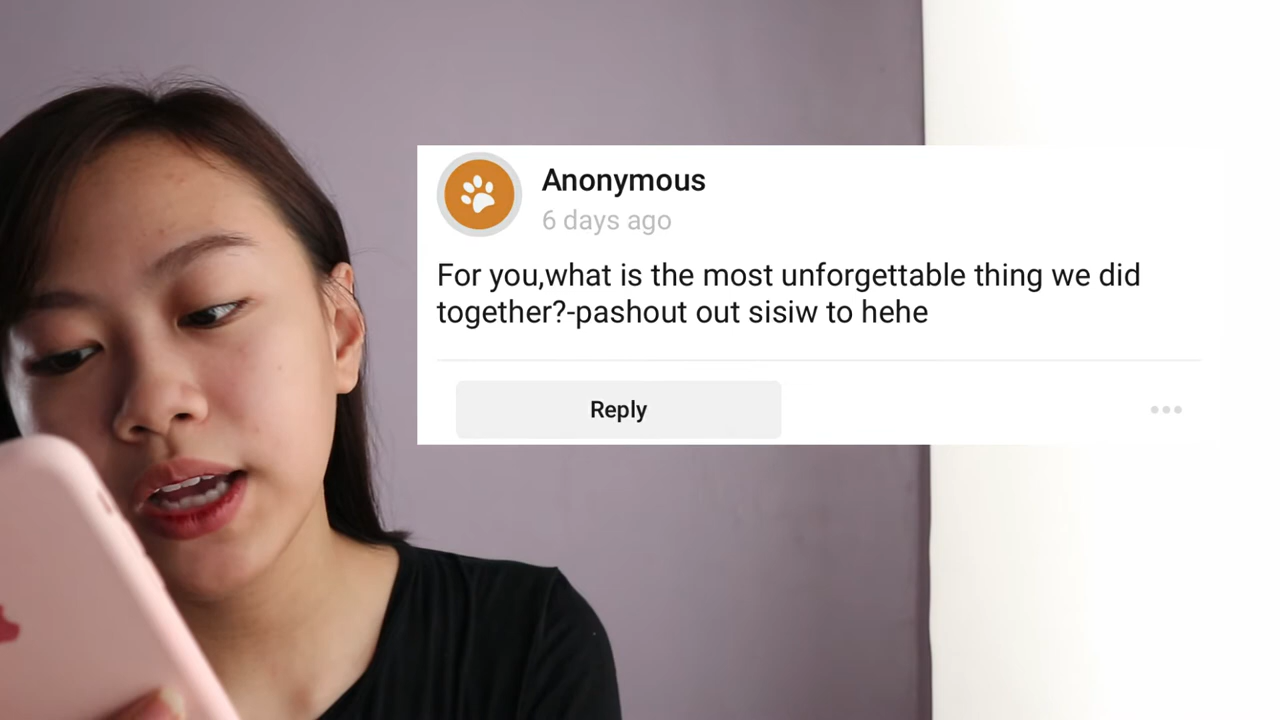 Anonymous
6 days ago
For you,what is the most unforgettable thing we did
together?-pashout out sisiw to hehe
Reply